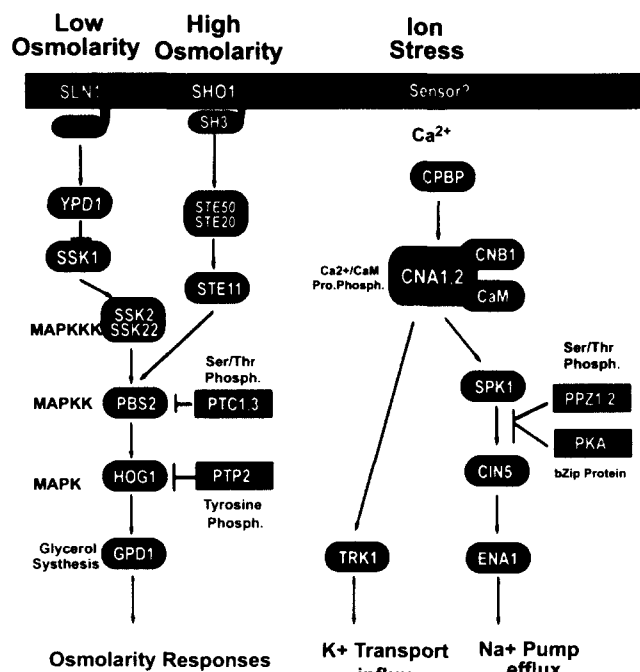 Low
Osmolarity
High
Osmolarity
Ion
Stress
SLN1
SHO1
Sensor?
SH3
Ca2+
CPBP
YPD1
STE50
STE20
SSK1
Ca2+/CaM
Pro.Phosph.
CNA1.2
CNB1
CaM
STE11
SSK2
MAPKKK
SSK22
Ser/Thr
Phosph.
Ser/Thr
Phosph.
MAPKK
PBS2
PTC1.3
SPK1
PPZ1.2
PKA
MAPK
HOG1
PTP2
CIN5
bZip Protein
Tyrosine
Phosph.
Glycerol
Systhesis
GPD1
TRK1
ENA1
Osmolarity Responses
K+ Transport
influx
Na+ Pump
efflux